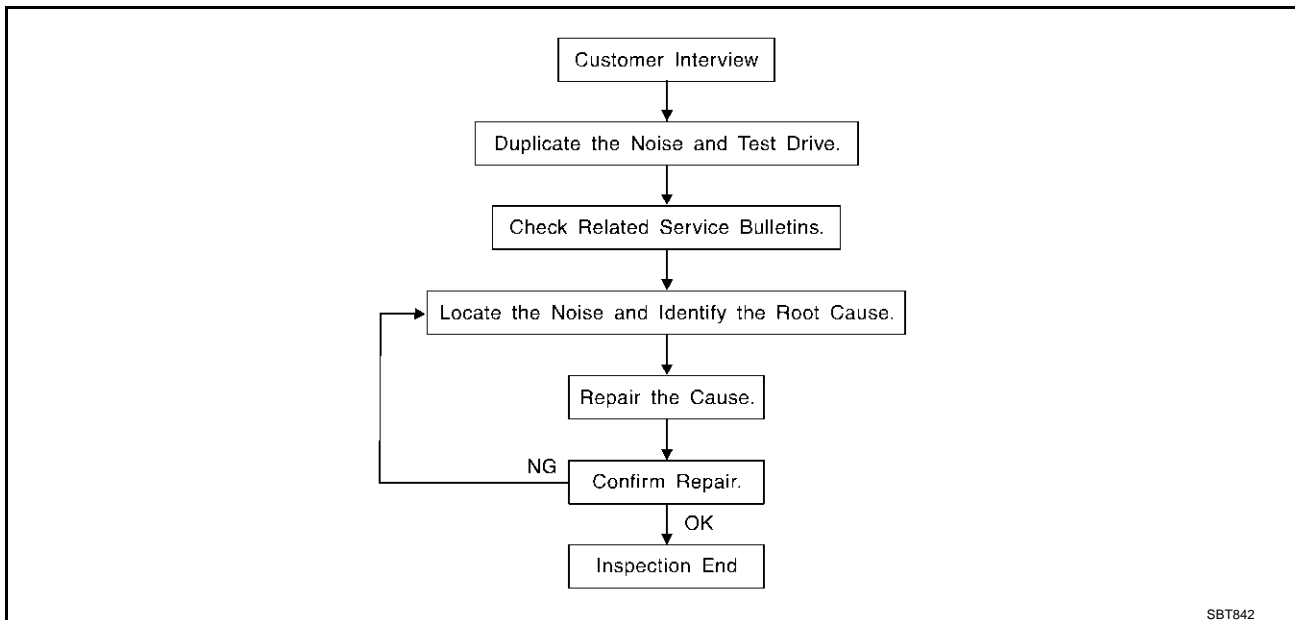 Customer Interview
Duplicate the Noise and Test Drive.
Check Related Service Bulletins.
Locate the Noise and Identify the Root Cause.
Repair the Cause.
NG
Confirm Repair.
OK
Inspection End
SBT842